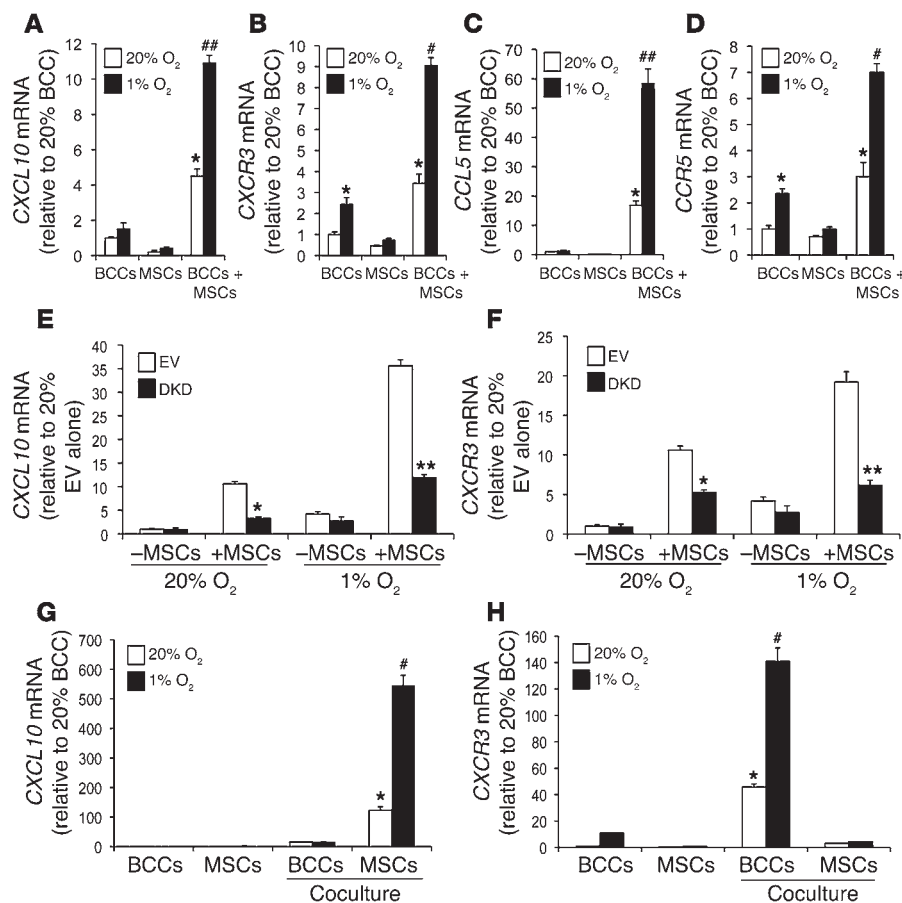 A
CXCL10 mRNA
(relative to 20% BCC)
12
10
8
6
4
2
0
20% O2
1% O2
*
##
BCCs MSCs BCCs +
MSCs
B
CXCR3 mRNA
(relative to 20% BCC)
10
9
8
7
6
5
4
3
2
1
0
20% O2
1% O2
*
*
#
BCCs MSCs BCCs +
MSCs
C
CCL5 mRNA
(relative to 20% BCC)
70
60
50
40
30
20
10
0
20% O2
1% O2
*
##
BCCs MSCs BCCs +
MSCs
D
CCR5 mRNA
(relative to 20% BCC)
8
7
6
5
4
3
2
1
0
20% O2
1% O2
*
*
#
BCCs MSCs BCCs +
MSCs
E
CXCL10 mRNA
(relative to 20%
EV alone)
40
35
30
25
20
15
10
5
0
EV
DKD
*
**
–MSCs +MSCs –MSCs +MSCs
20% O2 1% O2
F
CXCR3 mRNA
(relative to 20%
EV alone)
25
20
15
10
5
0
EV
DKD
*
**
–MSCs +MSCs –MSCs +MSCs
20% O2 1% O2
G
CXCL10 mRNA
(relative to 20% BCC)
700
600
500
400
300
200
100
0
20% O2
1% O2
*
#
BCCs MSCs BCCs MSCs
Coculture
H
CXCR3 mRNA
(relative to 20% BCC)
160
140
120
100
80
60
40
20
0
20% O2
1% O2
*
#
BCCs MSCs BCCs MSCs
Coculture